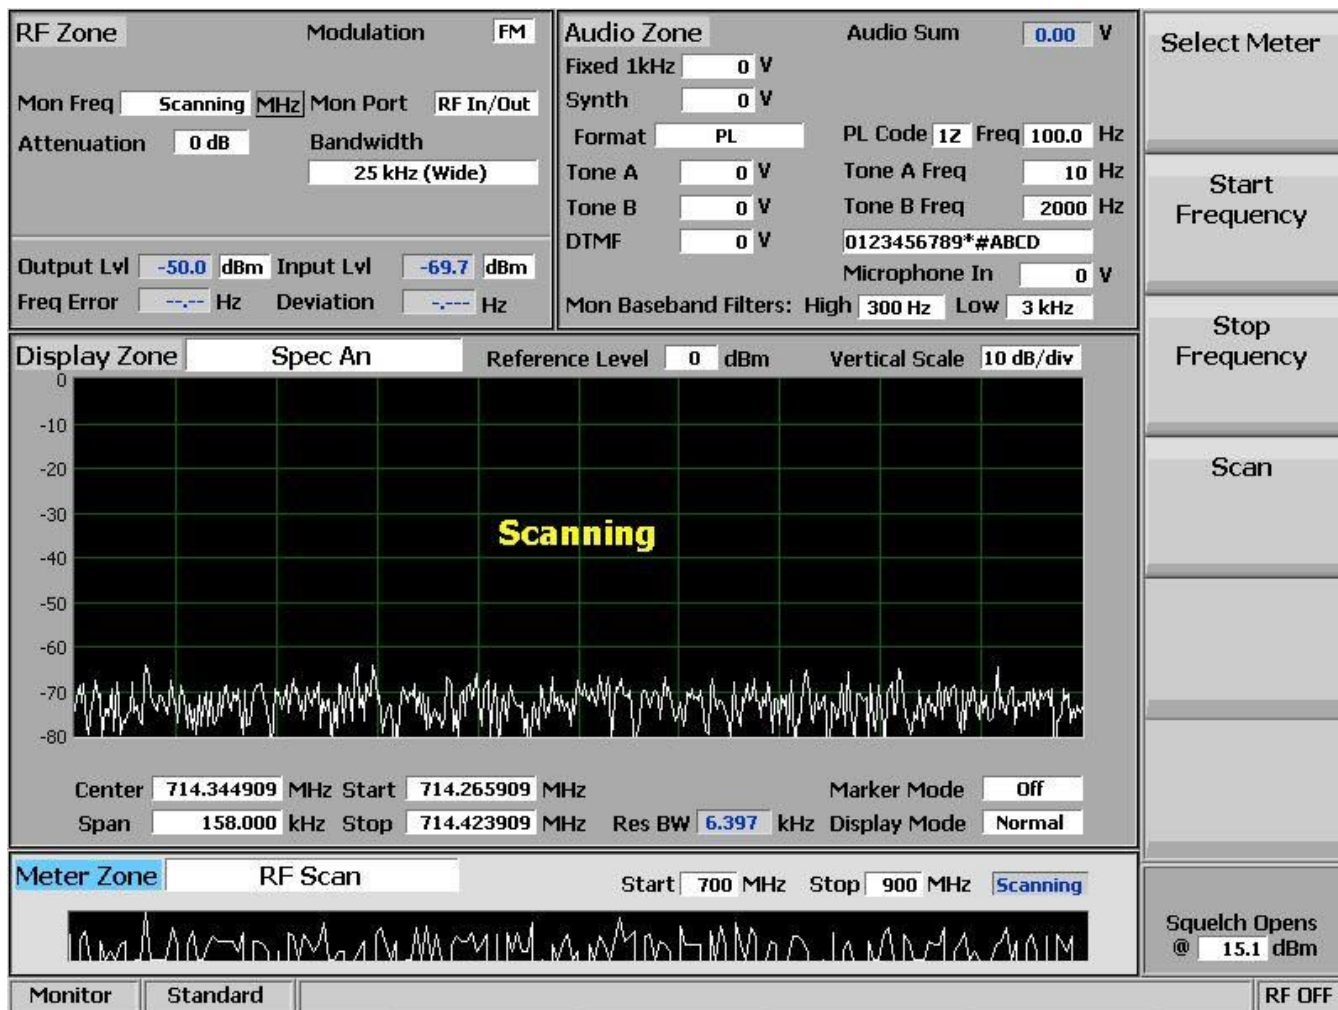 RF Zone Modulation FM
Mon Freq Scanning MHz Mon Port RF In/Out
Attenuation 0 dB Bandwidth
25 kHz (Wide)
Output Lvl -50.0 dBm Input Lvl -69.7 dBm
Freq Error --.-- Hz Deviation -.--- Hz
Audio Zone Audio Sum 0.00 V
Fixed 1kHz 0 V
Synth 0 V
Format PL PL Code 1Z Freq 100.0 Hz
Tone A 0 V Tone A Freq 10 Hz
Tone B 0 V Tone B Freq 2000 Hz
DTMF 0 V 0123456789*#ABCD
Microphone In 0 V
Mon Baseband Filters: High 300 Hz Low 3 kHz
Display Zone Spec An Reference Level 0 dBm Vertical Scale 10 dB/div
0
-10
-20
-30
-40
-50
-60
-70
-80
Scanning
Center 714.344909 MHz Start 714.265909 MHz Marker Mode Off
Span 158.000 kHz Stop 714.423909 MHz Res BW 6.397 kHz Display Mode Normal
Meter Zone RF Scan Start 700 MHz Stop 900 MHz Scanning
Select Meter
Start
Frequency
Stop
Frequency
Scan
Squelch Opens
@ 15.1 dBm
Monitor Standard RF OFF